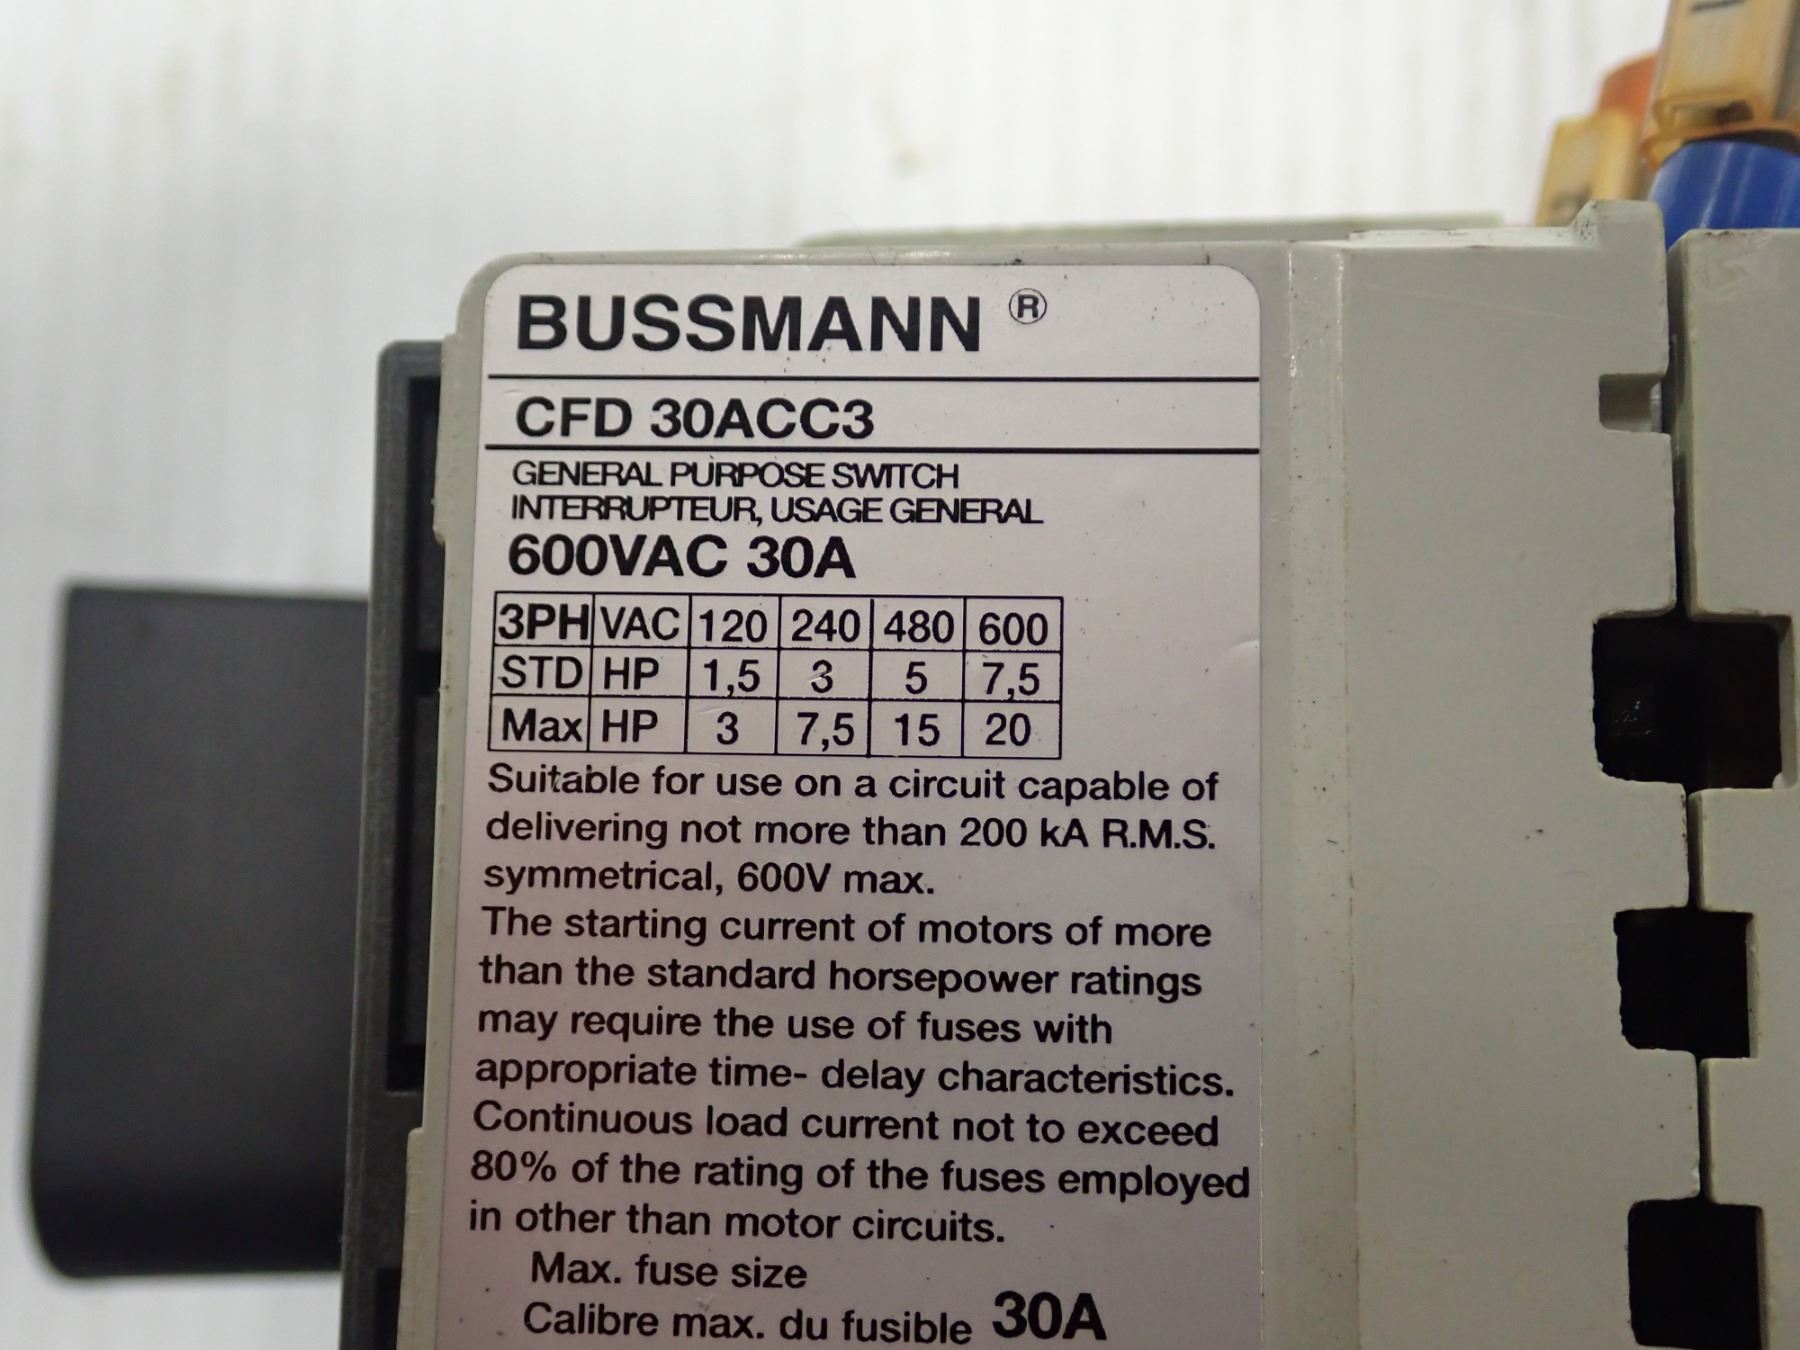 BUSSMANN ®
CFD 30ACC3
GENERAL PURPOSE SWITCH
INTERRUPTEUR, USAGE GENERAL
600VAC 30A
3PH VAC 120 240 480 600
STD HP 1,5 3 5 7,5
Max HP 3 7,5 15 20
Suitable for use on a circuit capable of
delivering not more than 200 kA R.M.S.
symmetrical, 600V max.
The starting current of motors of more
than the standard horsepower ratings
may require the use of fuses with
appropriate time- delay characteristics.
Continuous load current not to exceed
80% of the rating of the fuses employed
in other than motor circuits.
Max. fuse size
Calibre max. du fusible 30A